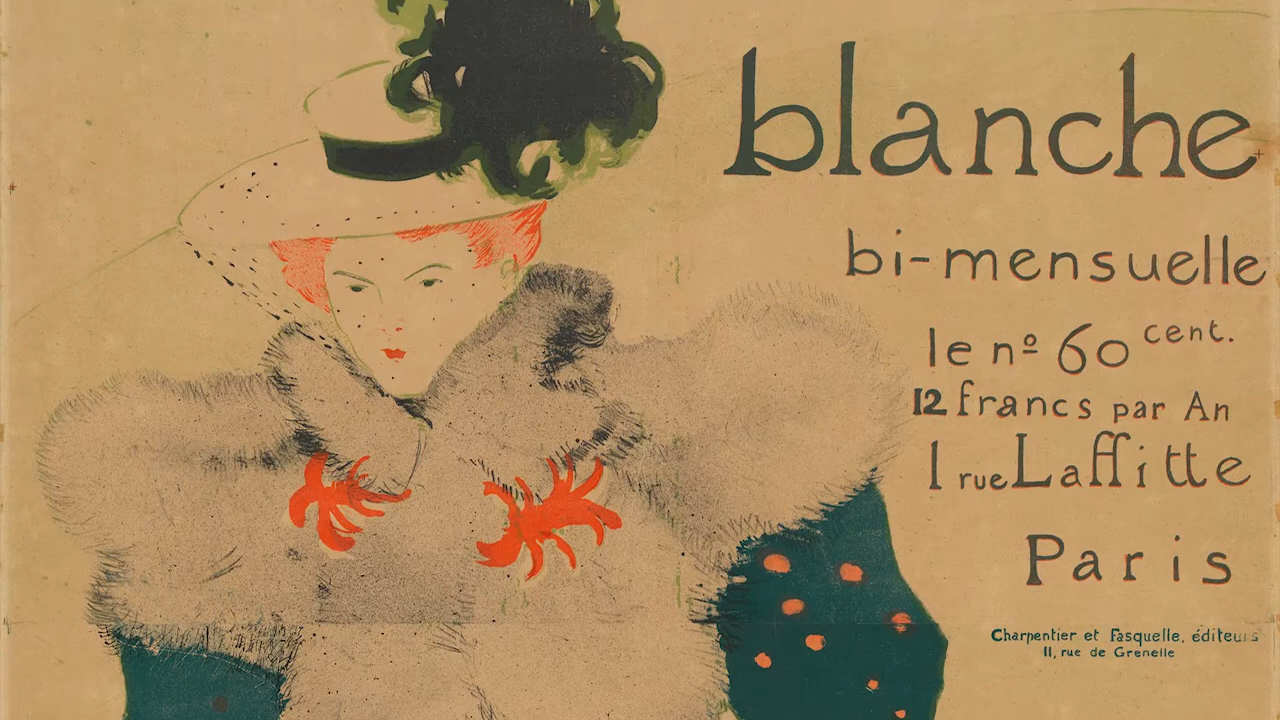 blanche
bi-mensuelle
le nº 60 cent.
12 francs par An
1 rue Laffitte
Paris
Charpentier et Fasquelle, éditeurs
11, rue de Grenelle